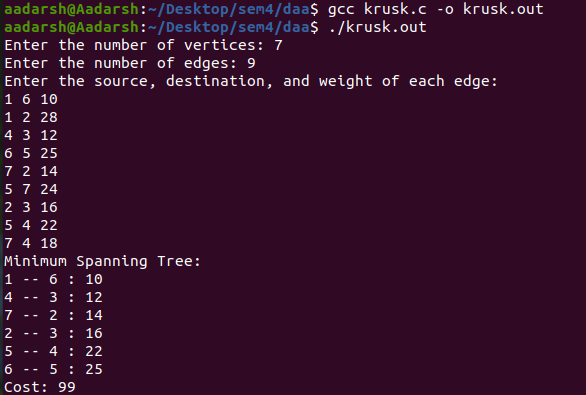 aadarsh@Aadarsh:~/Desktop/sem4/daa$ gcc krusk.c -o krusk.out
aadarsh@Aadarsh:~/Desktop/sem4/daa$ ./krusk.out
Enter the number of vertices: 7
Enter the number of edges: 9
Enter the source, destination, and weight of each edge:
1 6 10
1 2 28
4 3 12
6 5 25
7 2 14
5 7 24
2 3 16
5 4 22
7 4 18
Minimum Spanning Tree:
1 -- 6 : 10
4 -- 3 : 12
7 -- 2 : 14
2 -- 3 : 16
5 -- 4 : 22
6 -- 5 : 25
Cost: 99